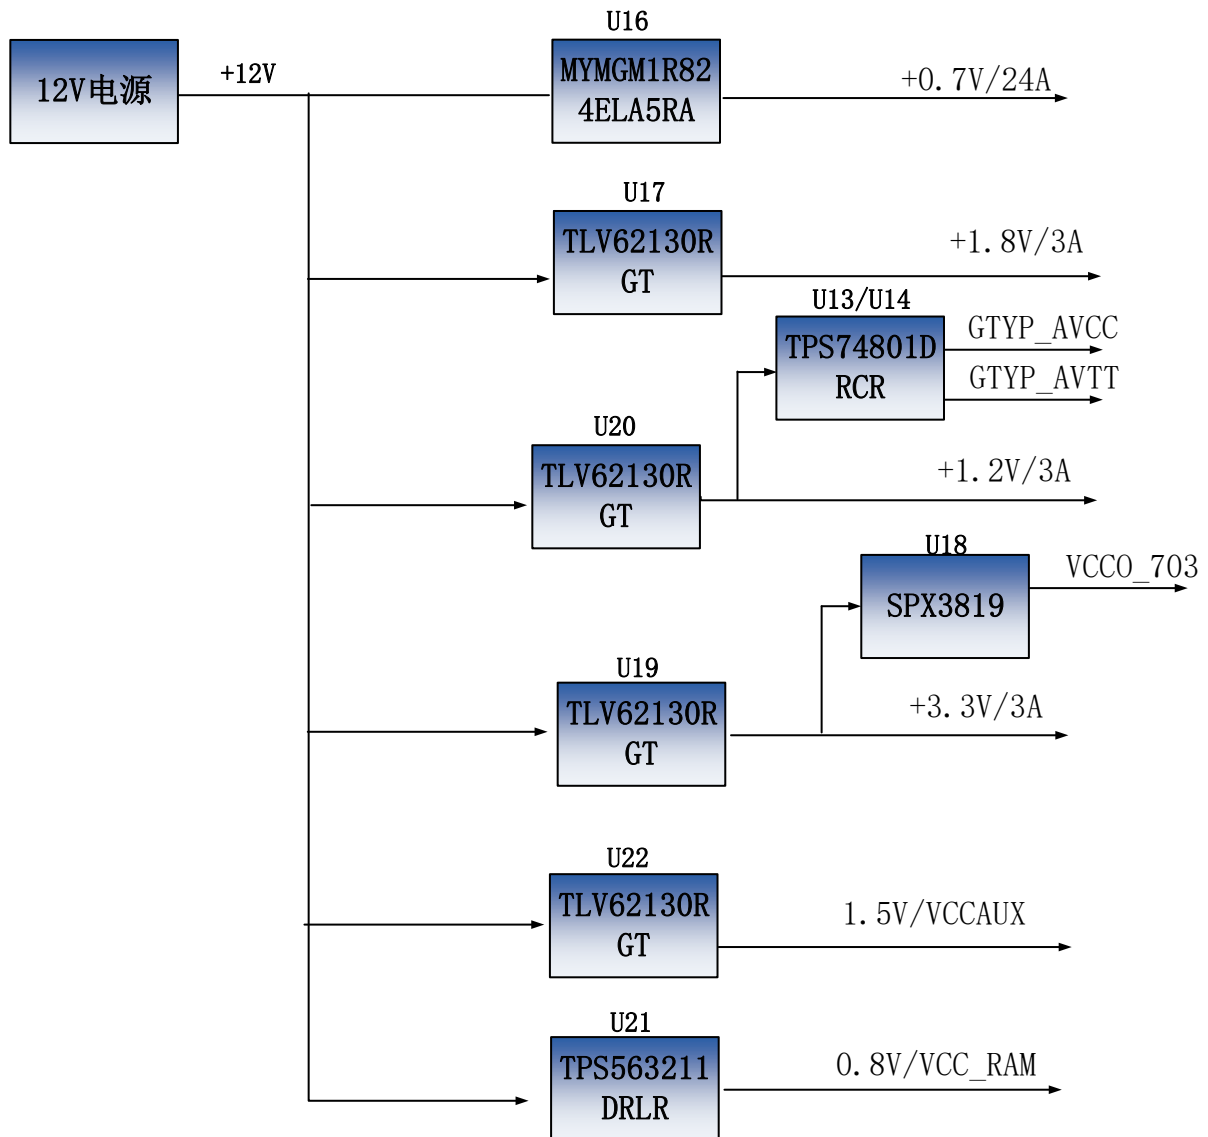 U16
12V电源
+12V
MYMGM1R82
4ELA5RA
+0.7V/24A
U17
TLV62130R
GT
+1.8V/3A
U13/U14
TPS74801D
RCR
GTYP_AVCC
GTYP_AVTT
U20
TLV62130R
GT
+1.2V/3A
U18
SPX3819
VCCO_703
U19
TLV62130R
GT
+3.3V/3A
U22
TLV62130R
GT
1.5V/VCCAUX
U21
TPS563211
DRLR
0.8V/VCC_RAM